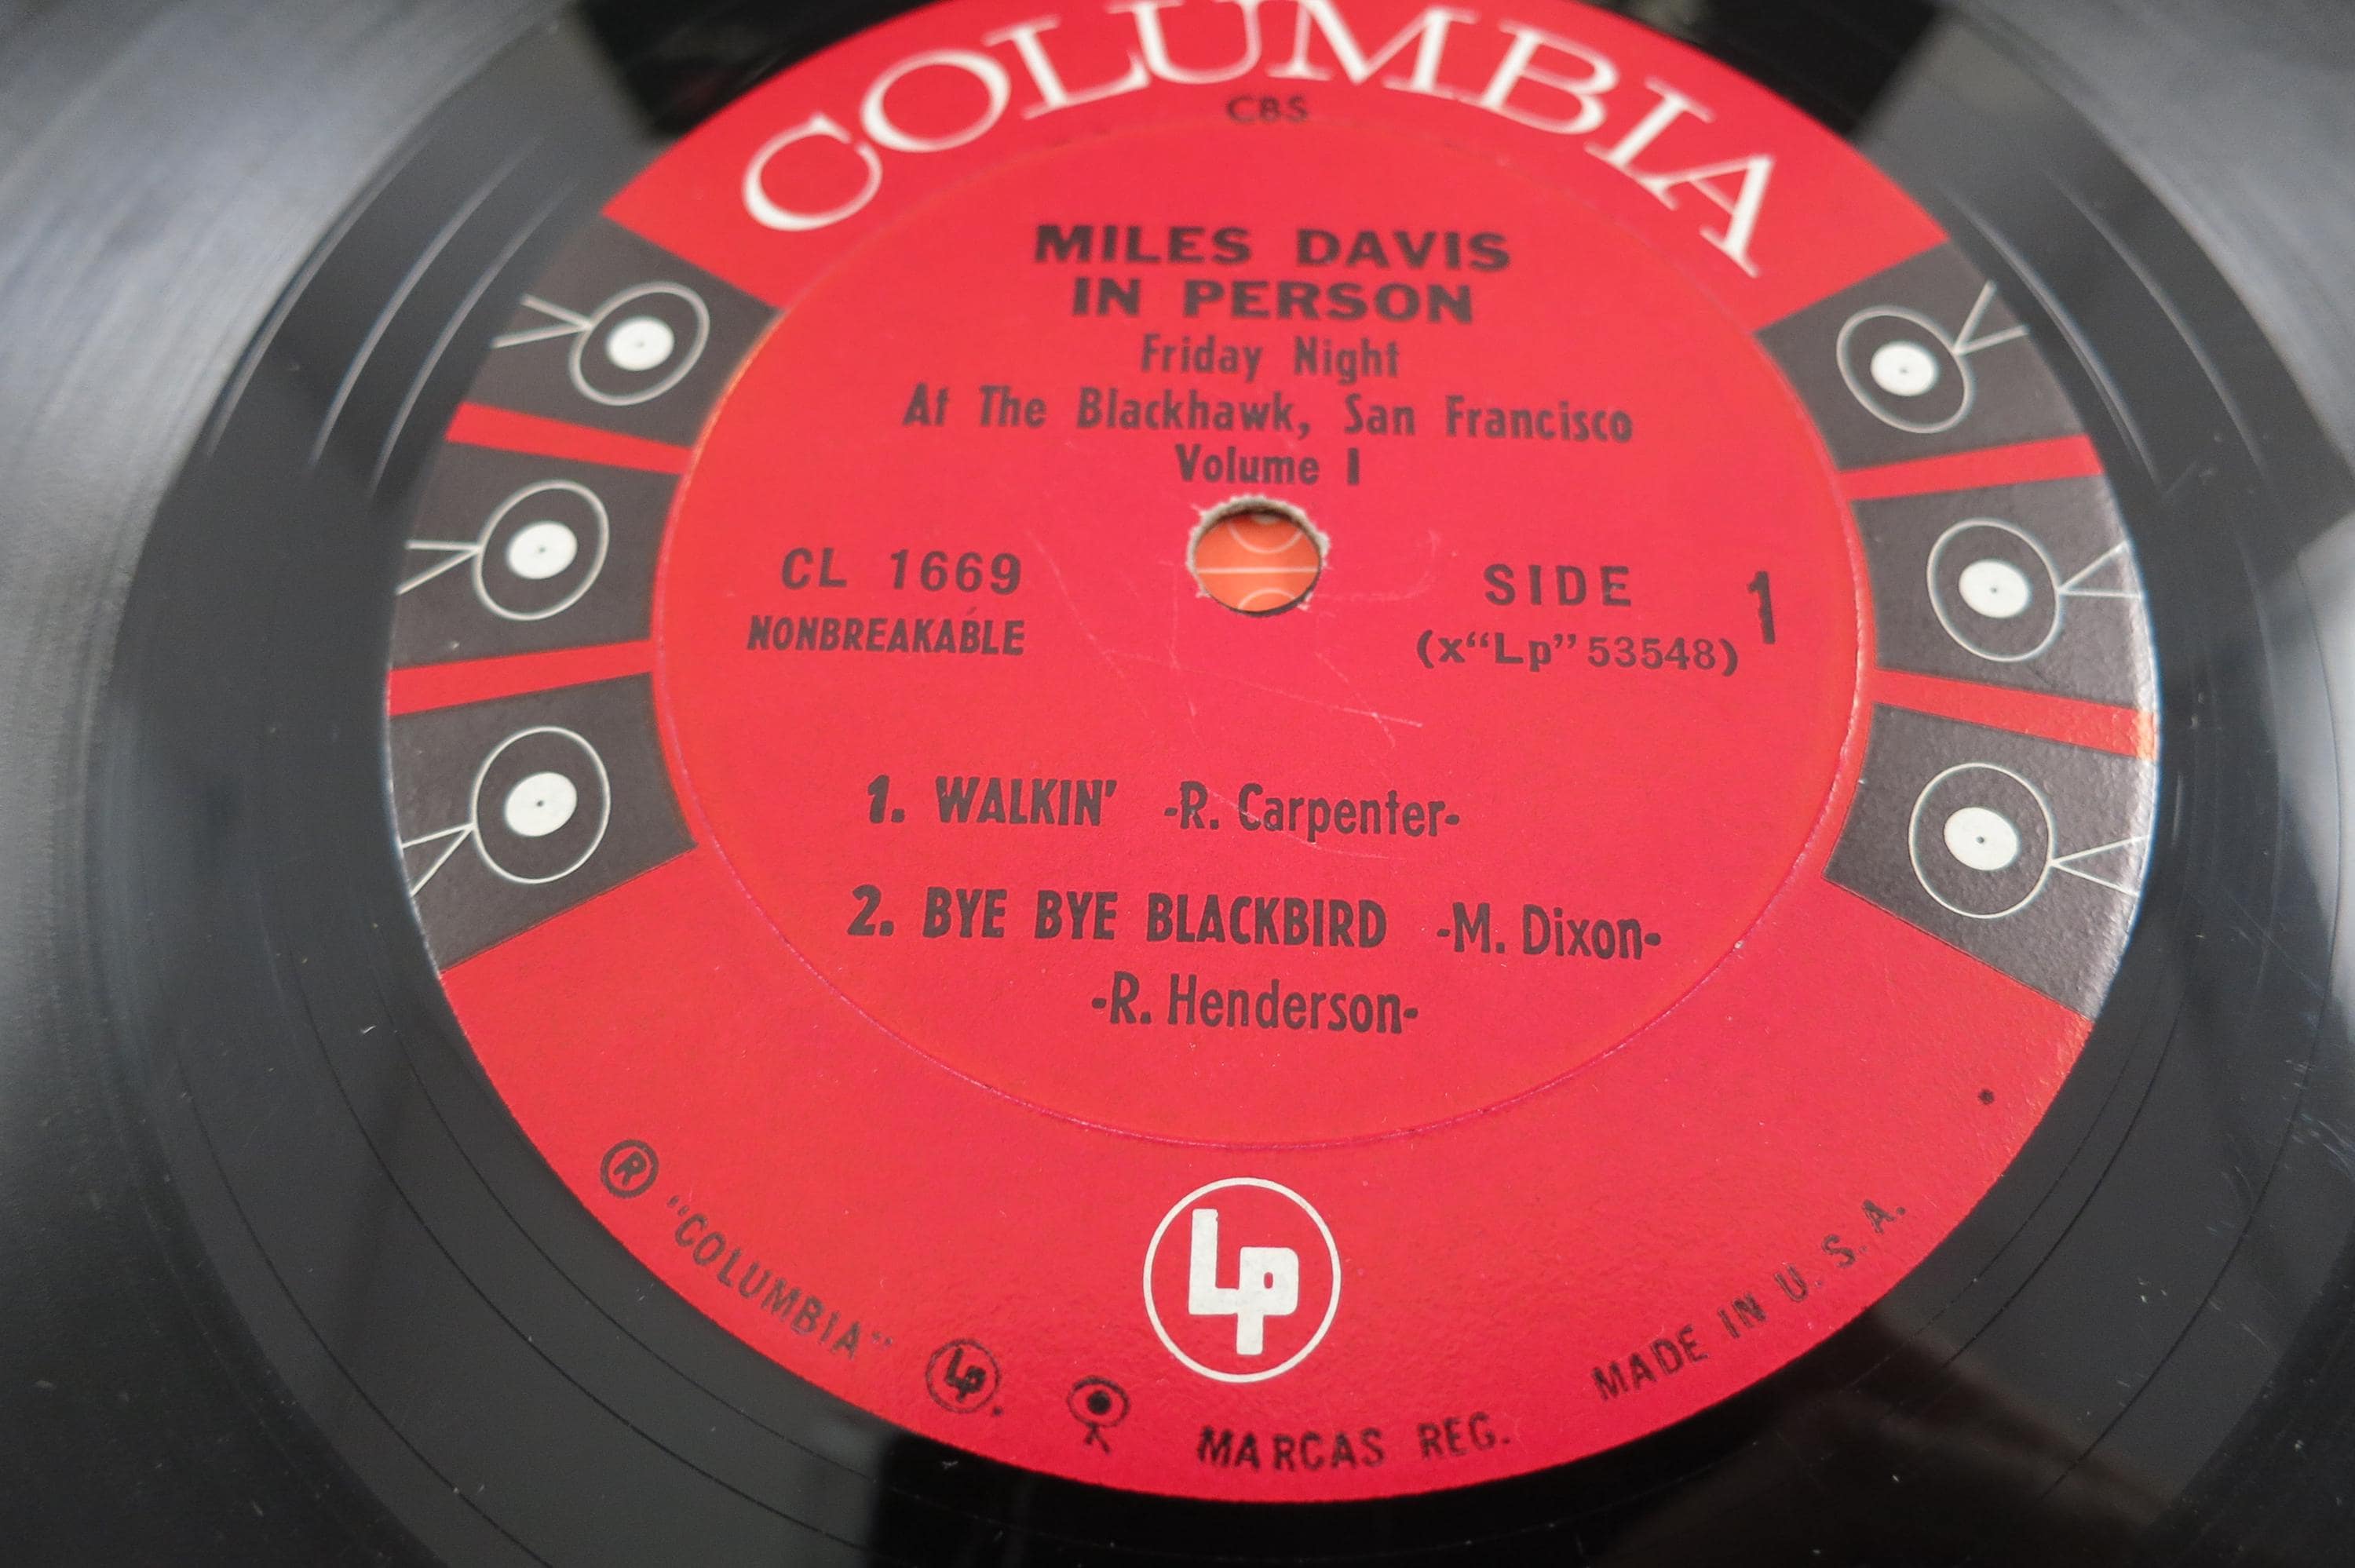 COLUMBIA
CBS
MILES DAVIS
IN PERSON
Friday Night
At The Blackhawk, San Francisco
Volume I
CL 1669
NONBREAKABLE
SIDE 1
(x“Lp” 53548)
1. WALKIN’ -R. Carpenter-
2. BYE BYE BLACKBIRD -M. Dixon-
-R. Henderson-
Lp
® "COLUMBIA" Lp. MARCAS REG. MADE IN U. S. A.